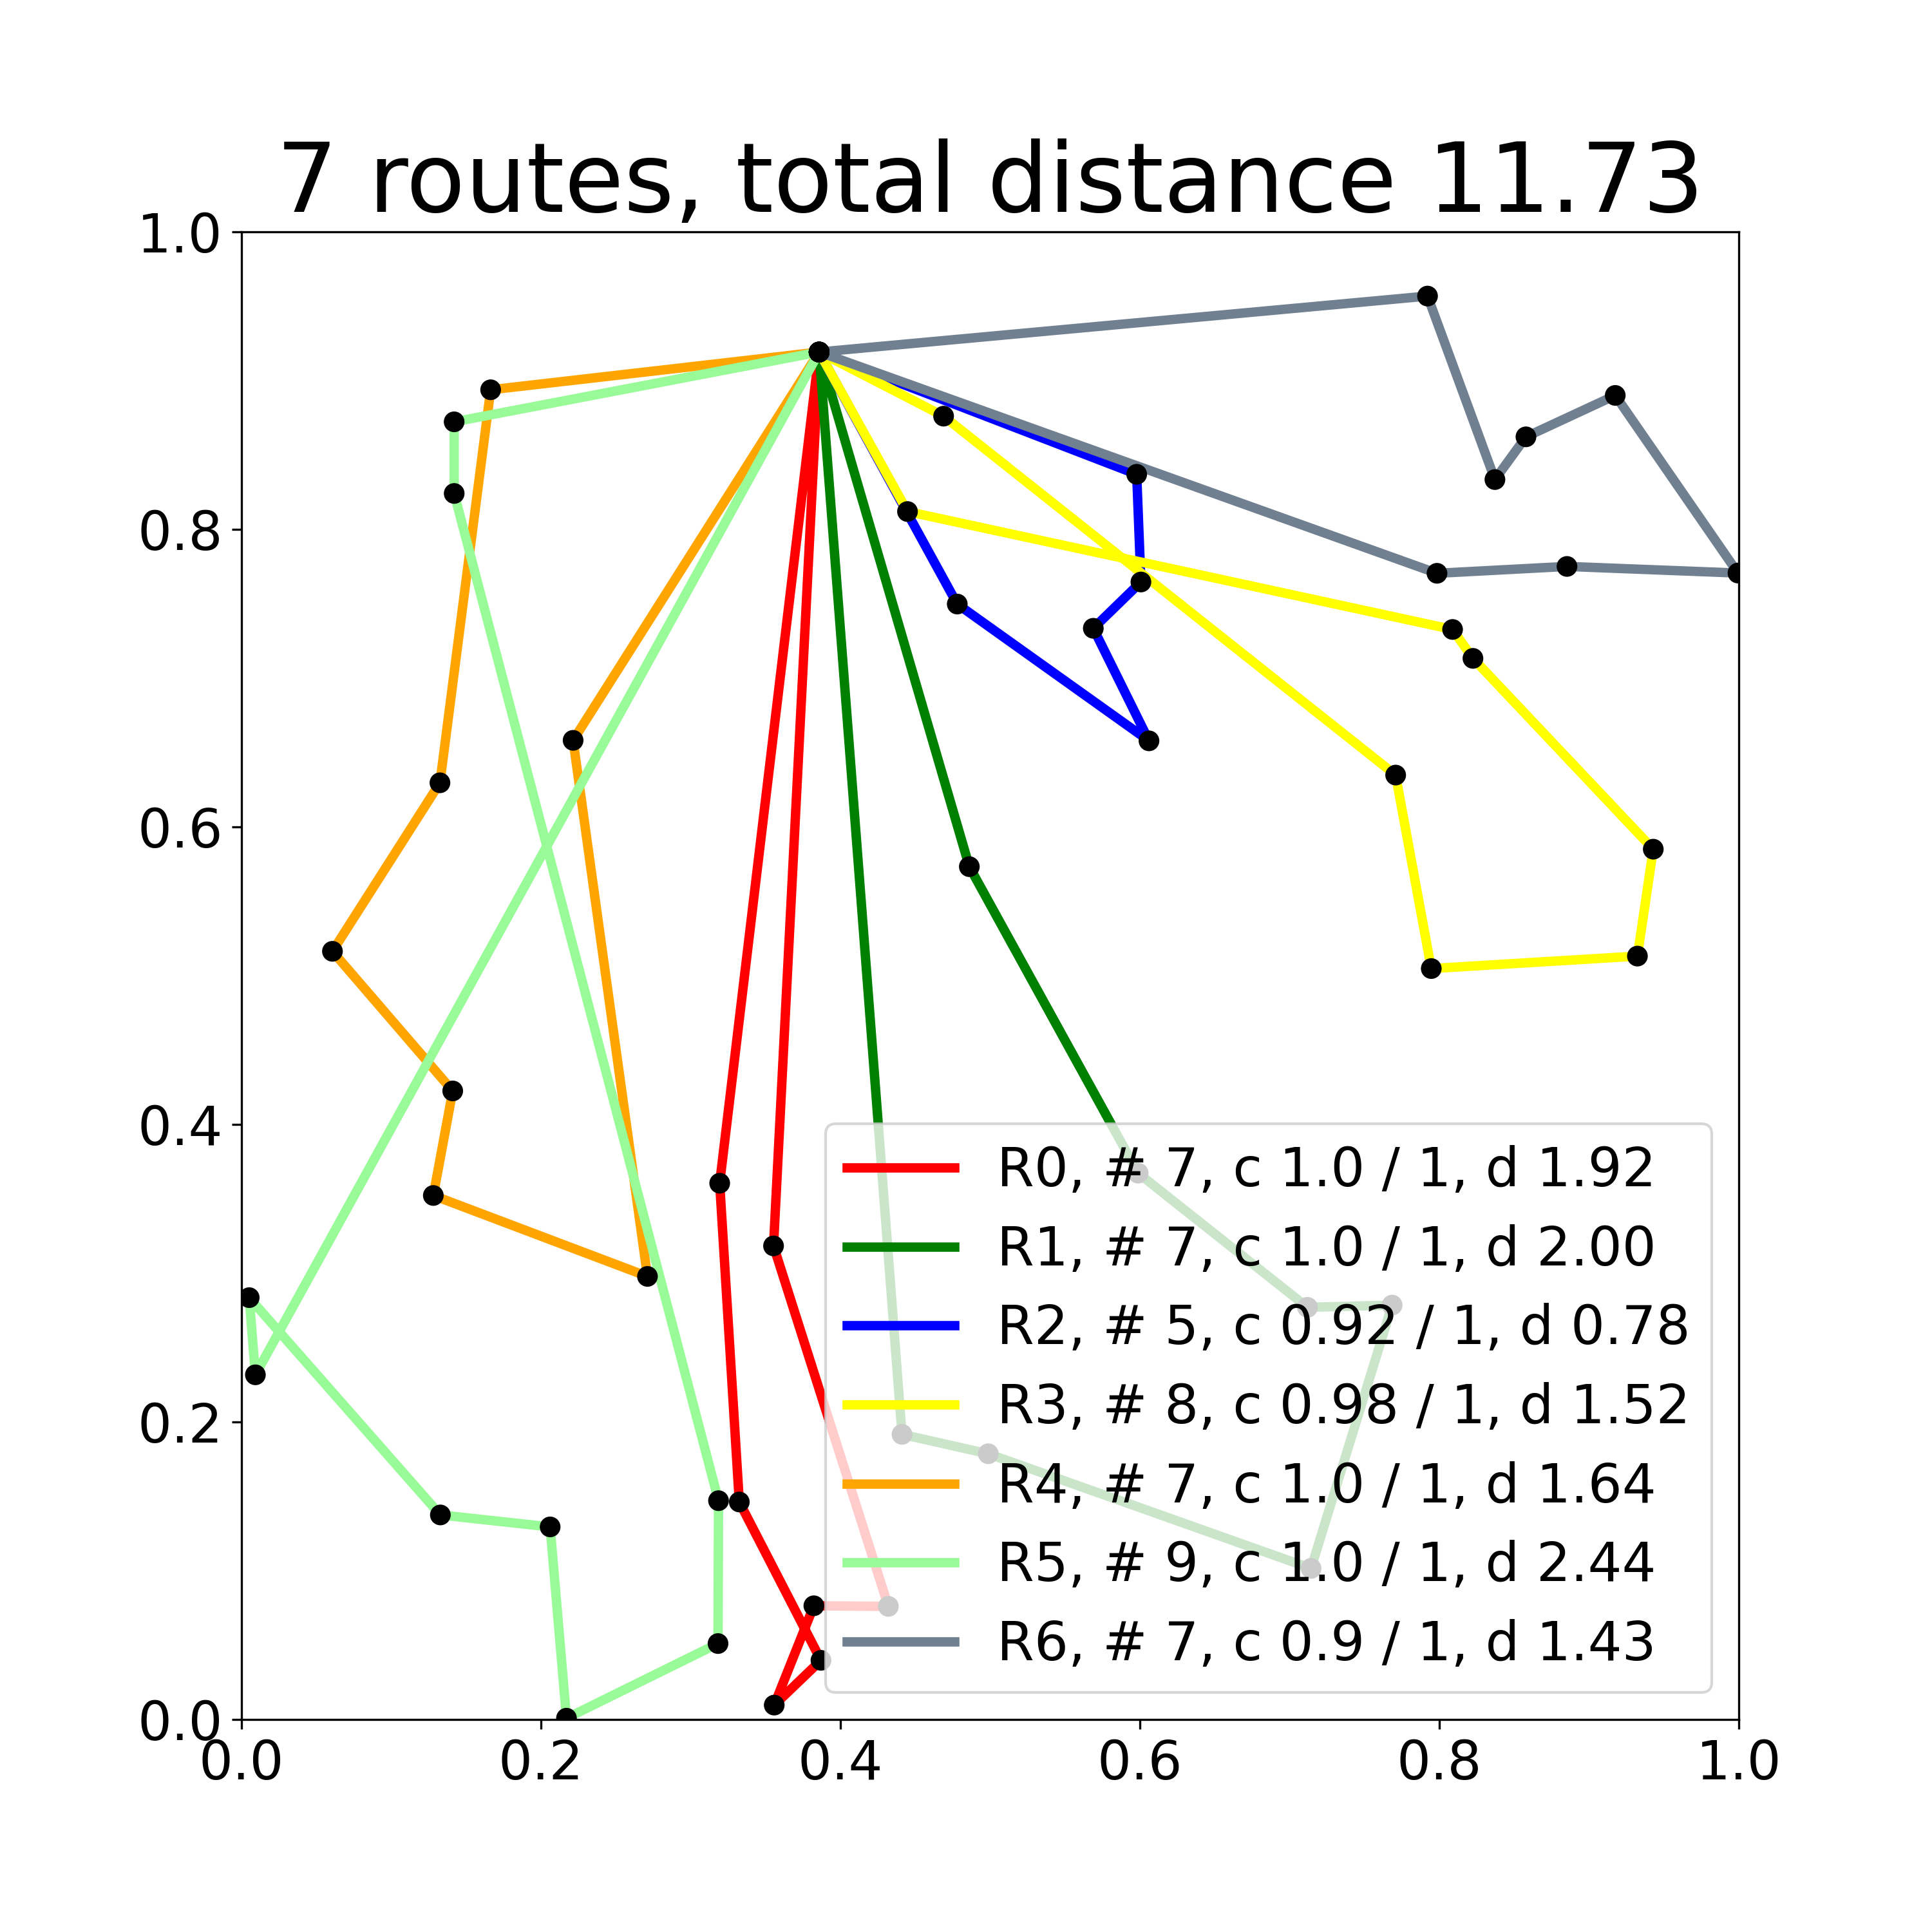 7 routes, total distance 11.73
1.0
0.8
0.6
0.4
0.2
0.0
R0, # 7, c 1.0 / 1, d 1.92
R1, # 7, c 1.0 / 1, d 2.00
R2, # 5, c 0.92 / 1, d 0.78
R3, # 8, c 0.98 / 1, d 1.52
R4, # 7, c 1.0 / 1, d 1.64
R5, # 9, c 1.0 / 1, d 2.44
R6, # 7, c 0.9 / 1, d 1.43
0.0 0.2 0.4 0.6 0.8 1.0